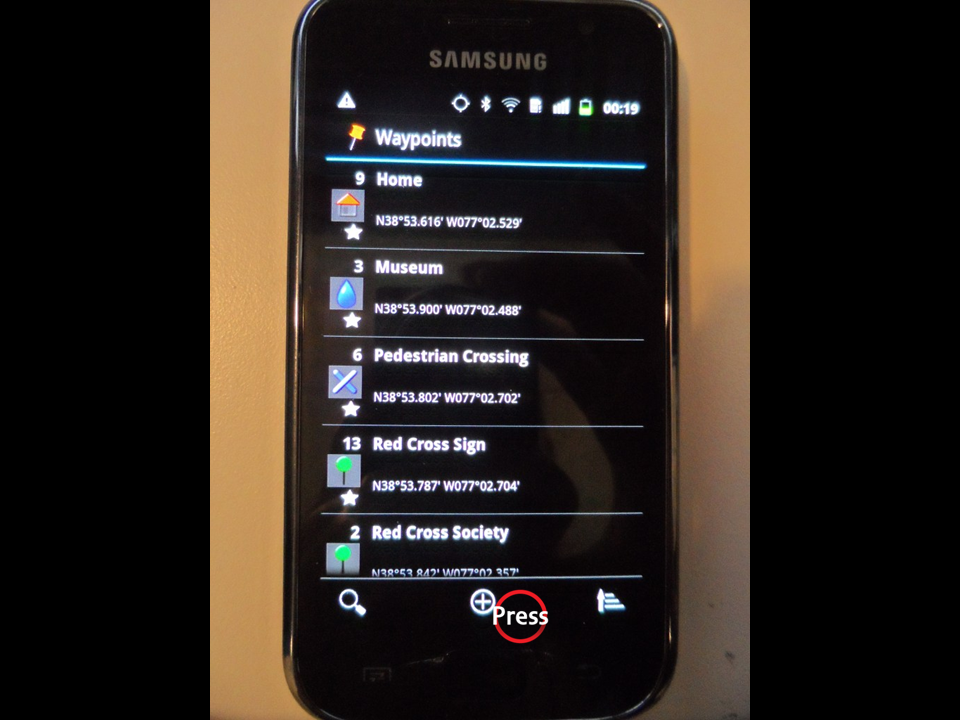 SAMSUNG
00:19
Waypoints
9 Home
N38°53.616' W077°02.529'
3 Museum
N38°53.900' W077°02.488'
6 Pedestrian Crossing
N38°53.802' W077°02.702'
13 Red Cross Sign
N38°53.787' W077°02.704'
2 Red Cross Society
N38°53.842' W077°02.357'
Press